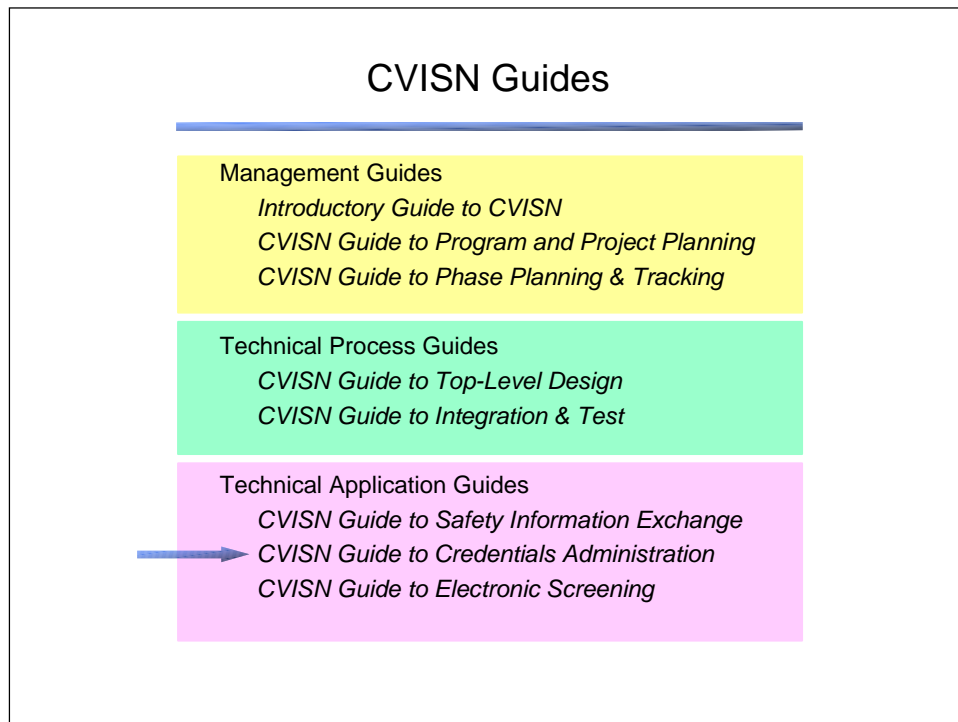 CVISN Guides
Management Guides
Introductory Guide to CVISN
CVISN Guide to Program and Project Planning
CVISN Guide to Phase Planning & Tracking
Technical Process Guides
CVISN Guide to Top-Level Design
CVISN Guide to Integration & Test
Technical Application Guides
CVISN Guide to Safety Information Exchange
CVISN Guide to Credentials Administration
CVISN Guide to Electronic Screening